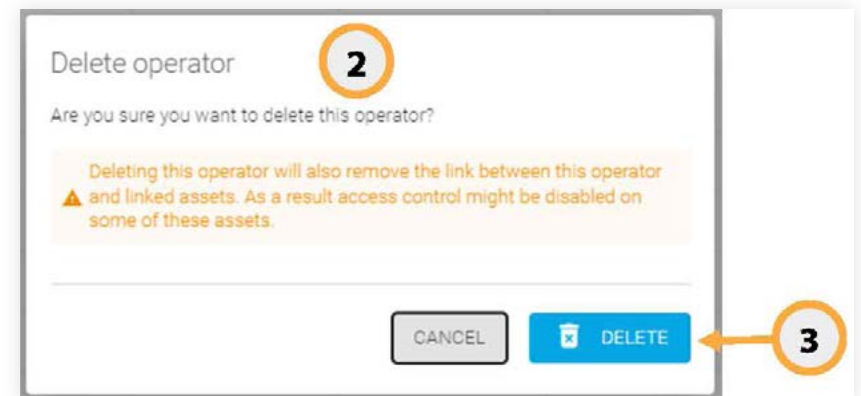 Delete operator
2
Are you sure you want to delete this operator?
Deleting this operator will also remove the link between this operator
and linked assets. As a result access control might be disabled on
some of these assets.
CANCEL
DELETE
3